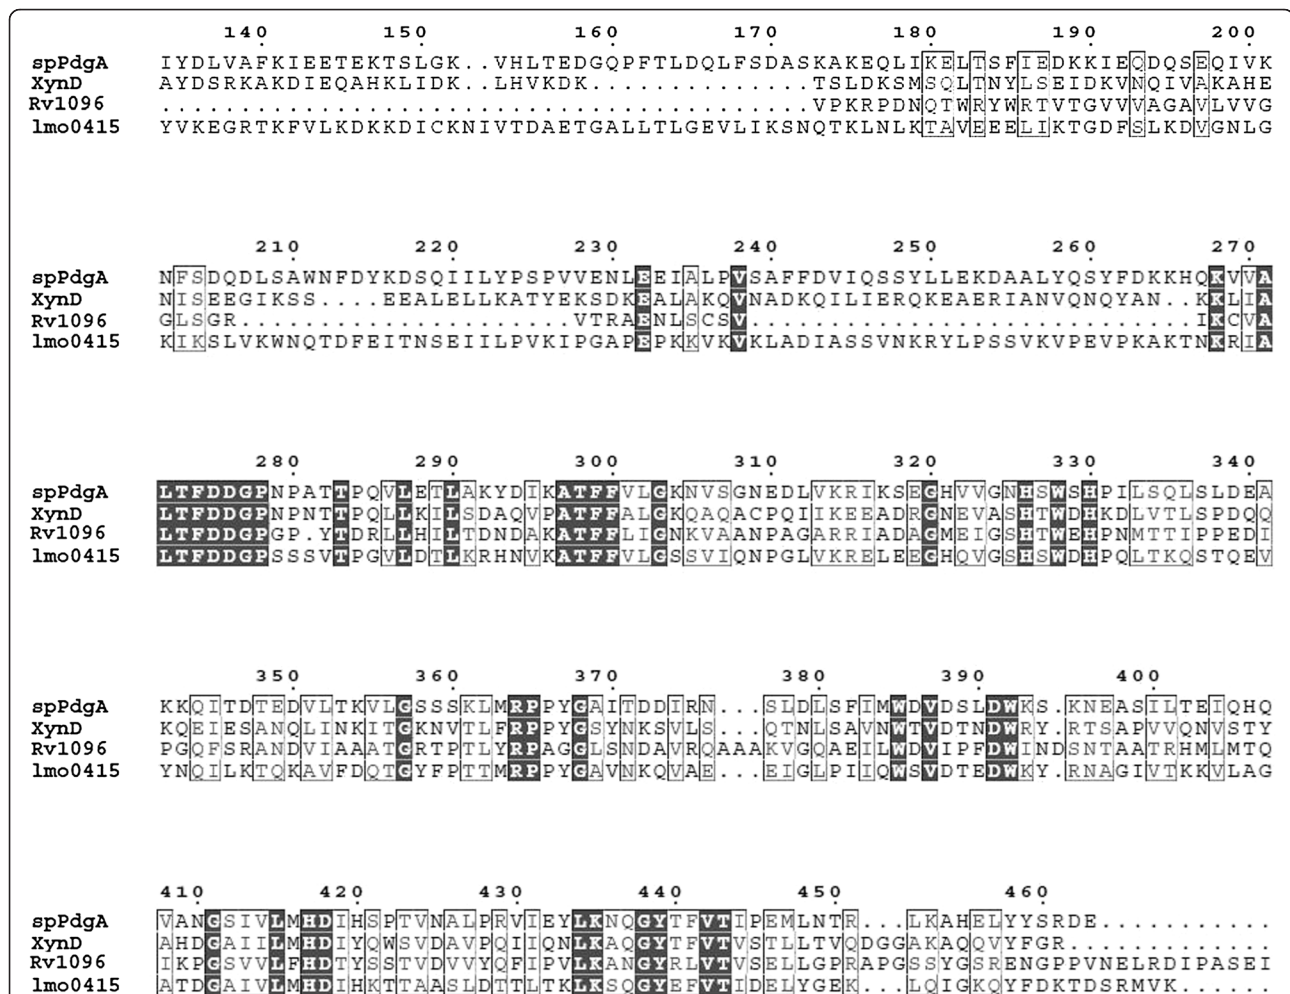 140 150 160 170 180 190 200
spPdgA IYDLVAFKIEETEKTSLGK..VHLTEDGQPFTLDQLFSDASKAKEQLIKELTSFIEDKKIEQDQSEQIVK
XynD AYDSRKAKDIEQAHKLIDK..LHVKDK..............TSLDKSMSQLTNYLSEIDKVNQIVAKAHE
Rv1096 .........................................VPKRPDNQTWRYWRTVTGVVVAGAVLVVG
lmo0415 YVKEGRTKFVLKDKKDICKNIVTDAETGALLTLGEVLIKSNQTKLNLKTAVEEELIKTGDFSLKDVGNLG
210 220 230 240 250 260 270
spPdgA NFSDQDLSAWNFDYKDSQIILYPSPVVENLEEIALPVSAFFDVIQSSYLLEKDAALYQSYFDKKHQKVVA
XynD NISEEGIKSS....EEALELLKATYEKSDKEALAKQVNADKQILIERQKEAERIANVQNQYAN..KKLIA
Rv1096 GLSGR.....................VTRAENLSCSV............................IKCVA
lmo0415 KIKSLVKWNQTDFEITNSEIILPVKIPGAPEPKKVKVKLADIASSVNKRYLPSSVKVPEVPKAKTNKRIA
280 290 300 310 320 330 340
spPdgA LTFDDGPNPATTPQVLETLAKYDIKATFFVLGKNVSGNEDLVKRIKSEGHVVGNHSWSHPILSQLSLDEA
XynD LTFDDGPNPNTTPQLLKILSDAQVPATFFALGKQAQACPQIIKEEADRGNEVASHTWDHKDLVTLSPDQQ
Rv1096 LTFDDGPGP.YTDRLLHILTDNDAKATFFLIGNKVAANPAGARRIADAGMEIGSHTWEHPNMTTIPPEDI
lmo0415 LTFDDGPSSSVTPGVLDTLKRHNVKATFFVLGSSVIQNPGLVKRELEEGHQVGSHSWDHPQLTKQSTQEV
350 360 370 380 390 400
spPdgA KKQITDTEDVLTKVLGSSSKLMRPPYGAITDDIRN...SLDLSFIMWDVDSLDWKS.KNEASILTEIQHQ
XynD KQEIESANQLINKITGKNVTLFRPPYGSYNKSVLS...QTNLSAVNWTVDTNDWRY.RTSAPVVQNVSTY
Rv1096 PGQFSRANDVIAAATGRTPTLYRPAGGLSNDAVRQAAAKVGQAEILWDVIPFDWINDSNTAATRHMLMTQ
lmo0415 YNQILKTQKAVFDQTGYFPTTMRPPYGAVNKQVAE...EIGLPIIQWSVDTEDWKY.RNAGIVTKKVLAG
410 420 430 440 450 460
spPdgA VANGSIVLMHDIHSPTVNALPRVIEYLKNQGYTFVTIPEMLNTR...LKAHELYYSRDE...........
XynD AHDGAIILMHDIYQWSVDAVPQIIQNLKAQGYTFVTVSTLLTVQDGGAKAQQVYFGR.............
Rv1096 IKPGSVVLFHDTYSSTVDVVYQFIPVLKANGYRLVTVSELLGPRAPGSSYGSRENGPPVNELRDIPASEI
lmo0415 ATDGAIVLMHDIHKTTAASLDTTLTKLKSQGYEFVTIDELYGEK...LQIGKQYFDKTDSRMVK......